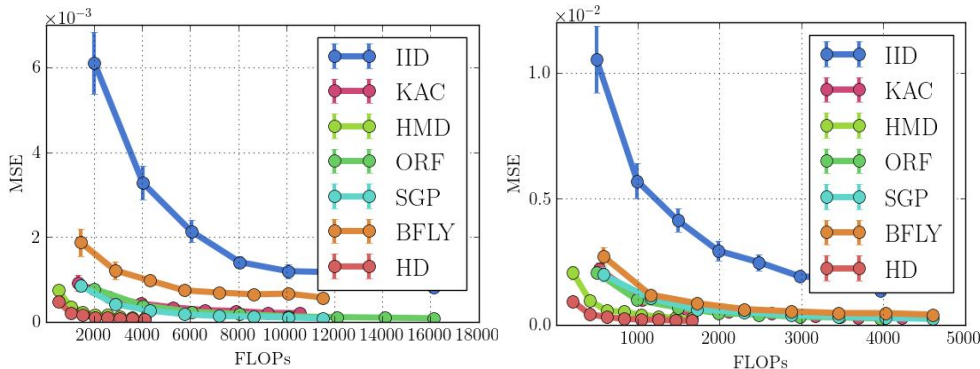 ×10⁻³
6
4
2
0
MSE
2000 4000 6000 8000 10000 12000 14000 16000 18000
FLOPs
IID
KAC
HMD
ORF
SGP
BFLY
HD
×10⁻²
1.0
0.5
0.0
MSE
1000 2000 3000 4000 5000
FLOPs
IID
KAC
HMD
ORF
SGP
BFLY
HD